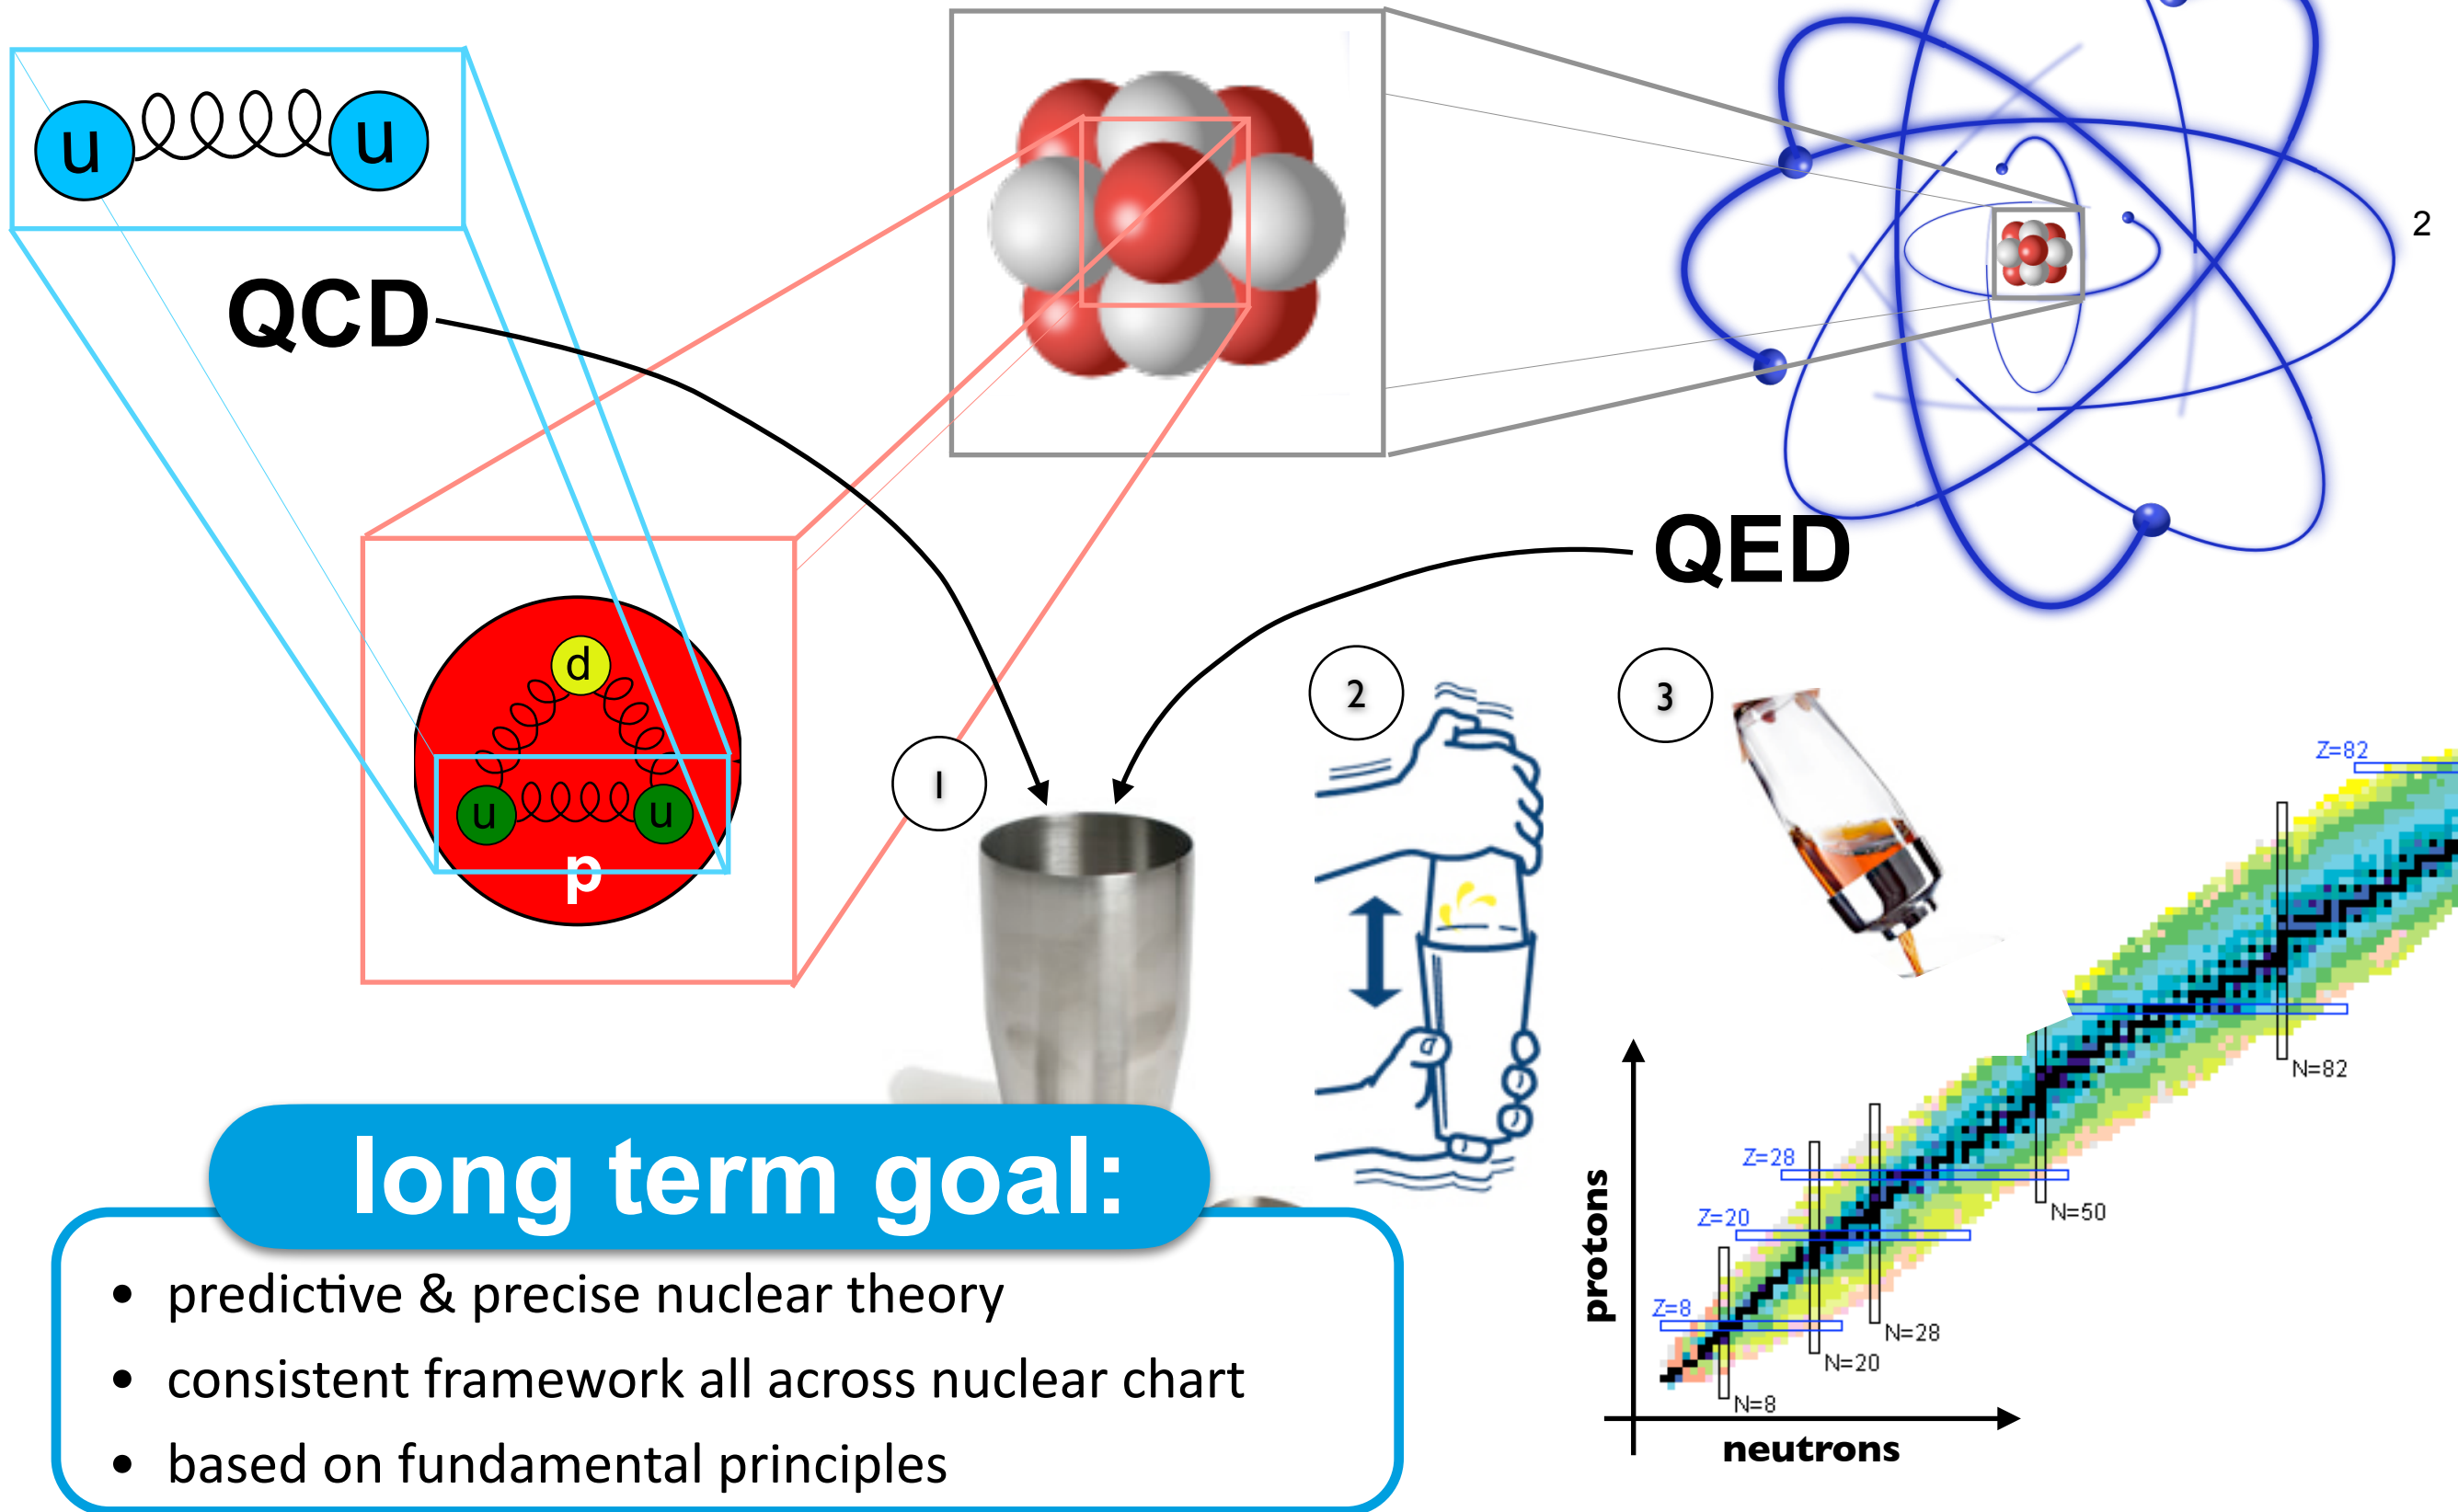 u
u
2
QCD
QED
d
u
u
p
1
2
3
Z=82
N=82
Z=28
Z=20
N=50
Z=8
N=28
N=20
N=8
protons
neutrons
long term goal:
• predictive & precise nuclear theory
• consistent framework all across nuclear chart
• based on fundamental principles